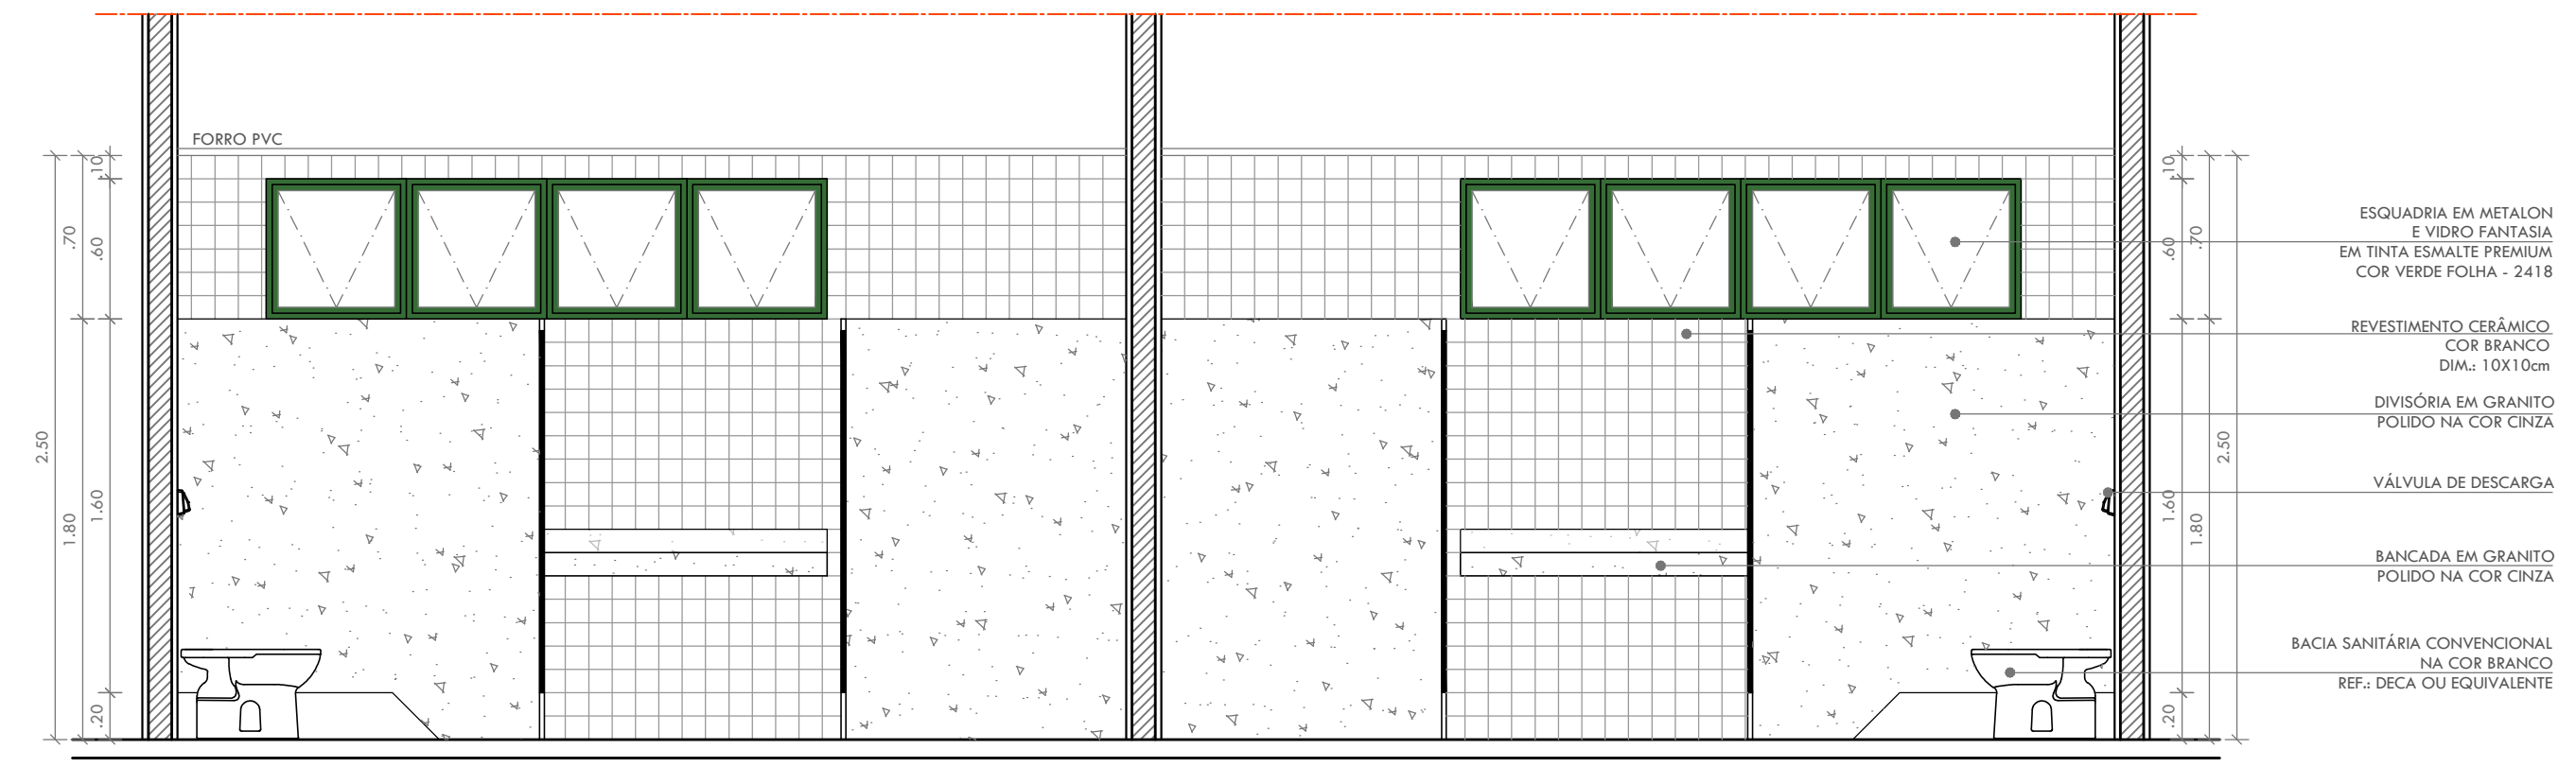 FORRO PVC
.10
.70
.60
2.50
1.80
1.60
.20
.10
.60
.70
2.50
1.60
1.80
.20
ESQUADRIA EM METALON
E VIDRO FANTASIA
EM TINTA ESMALTE PREMIUM
COR VERDE FOLHA - 2418
REVESTIMENTO CERÂMICO
COR BRANCO
DIM.: 10X10cm
DIVISÓRIA EM GRANITO
POLIDO NA COR CINZA
VÁLVULA DE DESCARGA
BANCADA EM GRANITO
POLIDO NA COR CINZA
BACIA SANITÁRIA CONVENCIONAL
NA COR BRANCO
REF.: DECA OU EQUIVALENTE